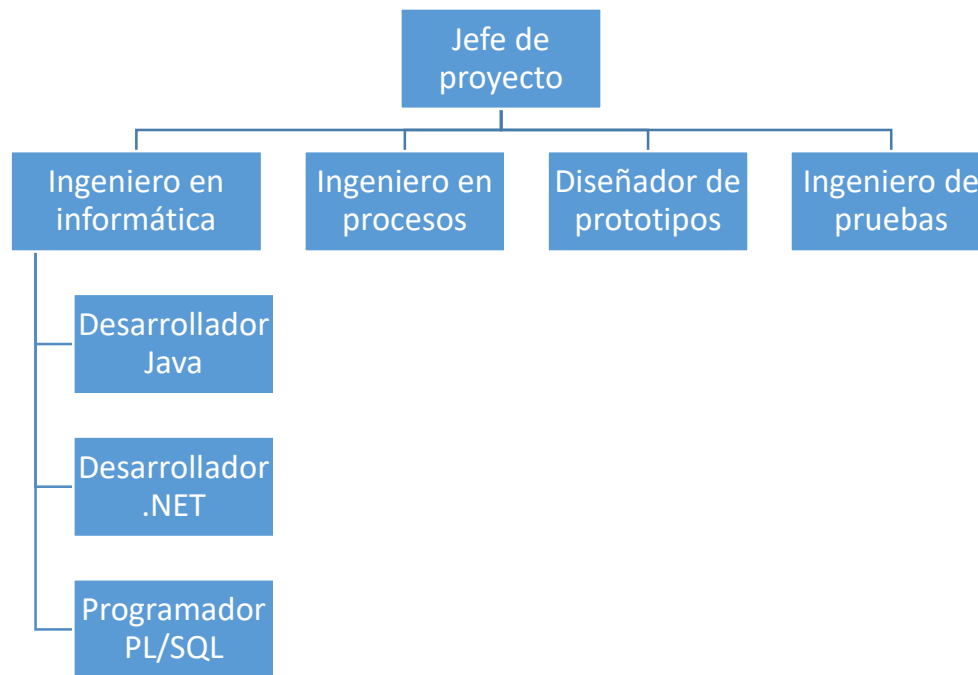 Jefe de
proyecto
Ingeniero en
informática
Ingeniero en
procesos
Diseñador de
prototipos
Ingeniero de
pruebas
Desarrollador
Java
Desarrollador
.NET
Programador
PL/SQL